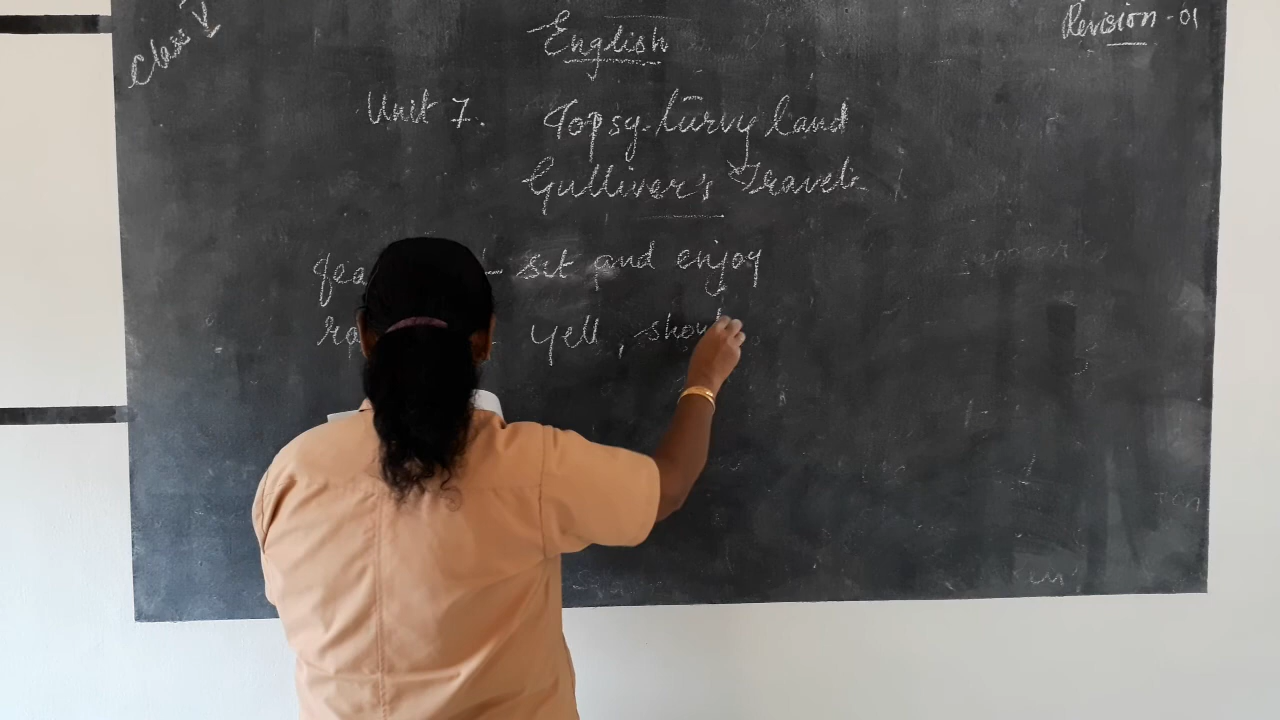 Class V
English
Revision-01
Unit 7. Topsy-turvy land
Gulliver's Travels
sit and enjoy
yell, shout